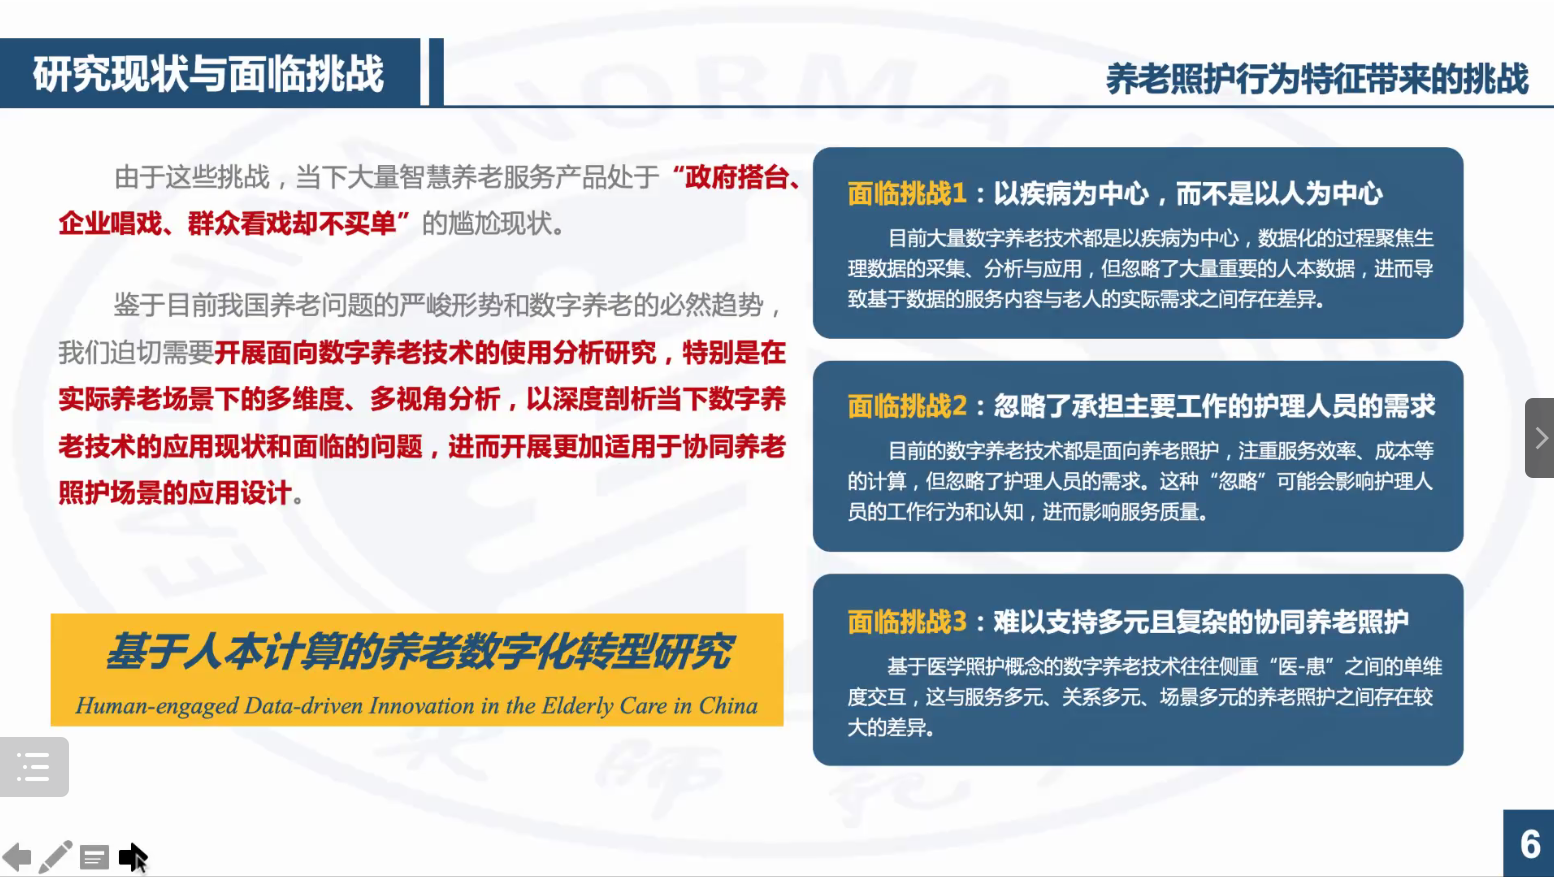 研究现状与面临挑战
养老照护行为特征带来的挑战
由于这些挑战，当下大量智慧养老服务产品处于“政府搭台、
企业唱戏、群众看戏却不买单”的尴尬现状。
鉴于目前我国养老问题的严峻形势和数字养老的必然趋势，
我们迫切需要开展面向数字养老技术的使用分析研究，特别是在
实际养老场景下的多维度、多视角分析，以深度剖析当下数字养
老技术的应用现状和面临的问题，进而开展更加适用于协同养老
照护场景的应用设计。
基于人本计算的养老数字化转型研究
Human-engaged Data-driven Innovation in the Elderly Care in China
面临挑战1：以疾病为中心，而不是以人为中心
目前大量数字养老技术都是以疾病为中心，数据化的过程聚焦生
理数据的采集、分析与应用，但忽略了大量重要的人本数据，进而导
致基于数据的服务内容与老人的实际需求之间存在差异。
面临挑战2：忽略了承担主要工作的护理人员的需求
目前的数字养老技术都是面向养老照护，注重服务效率、成本等
的计算，但忽略了护理人员的需求。这种“忽略”可能会影响护理人
员的工作行为和认知，进而影响服务质量。
面临挑战3：难以支持多元且复杂的协同养老照护
基于医学照护概念的数字养老技术往往侧重“医-患”之间的单维
度交互，这与服务多元、关系多元、场景多元的养老照护之间存在较
大的差异。
6